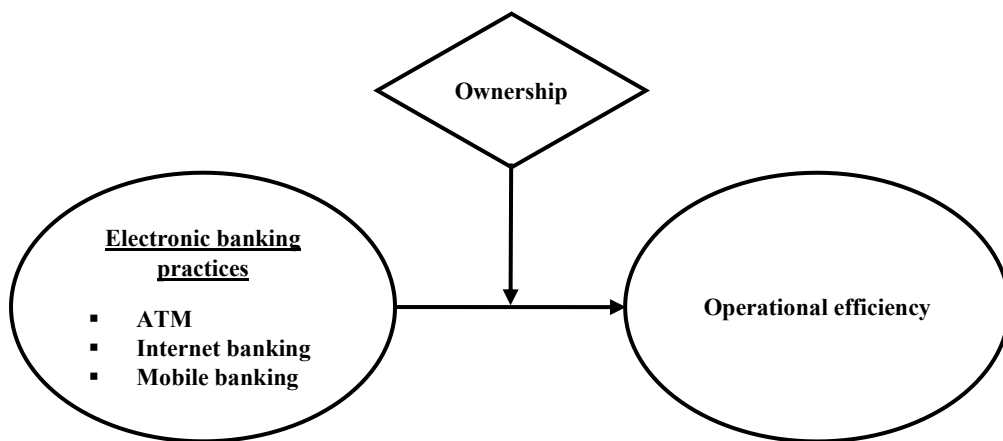 Ownership
Electronic banking
practices
▪ ATM
▪ Internet banking
▪ Mobile banking
Operational efficiency